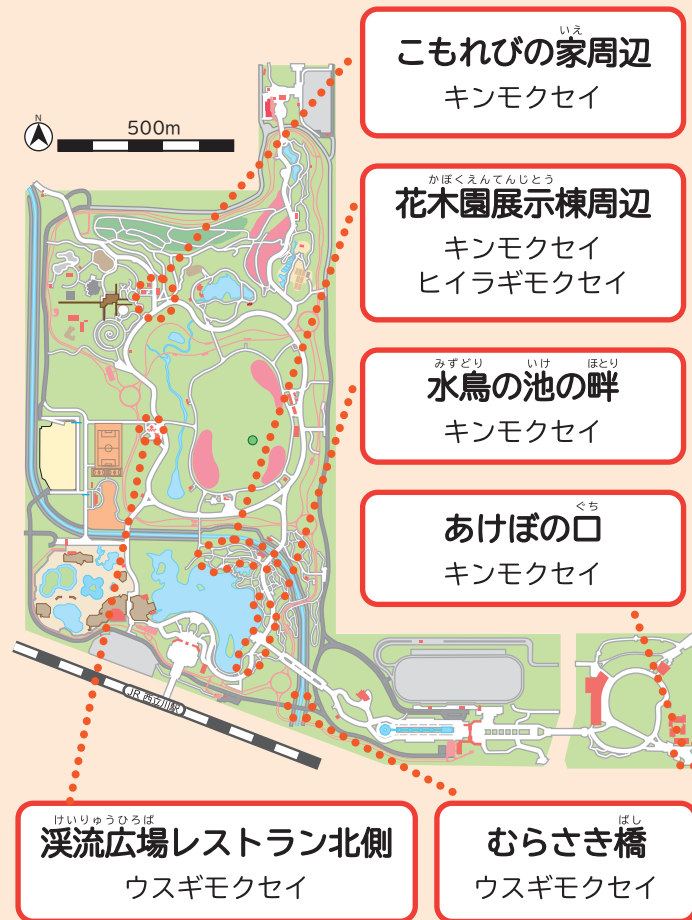 いえ
こもれびの家周辺
キンモクセイ
N
500m
かぼくえんてんじとう
花木園展示棟周辺
キンモクセイ
ヒイラギモクセイ
みずどり いけ ほとり
水鳥の池の畔
キンモクセイ
ぐち
あけぼの口
キンモクセイ
JR 西立川駅
けいりゅうひろば
渓流広場レストラン北側
ウスギモクセイ
ばし
むらさき橋
ウスギモクセイ